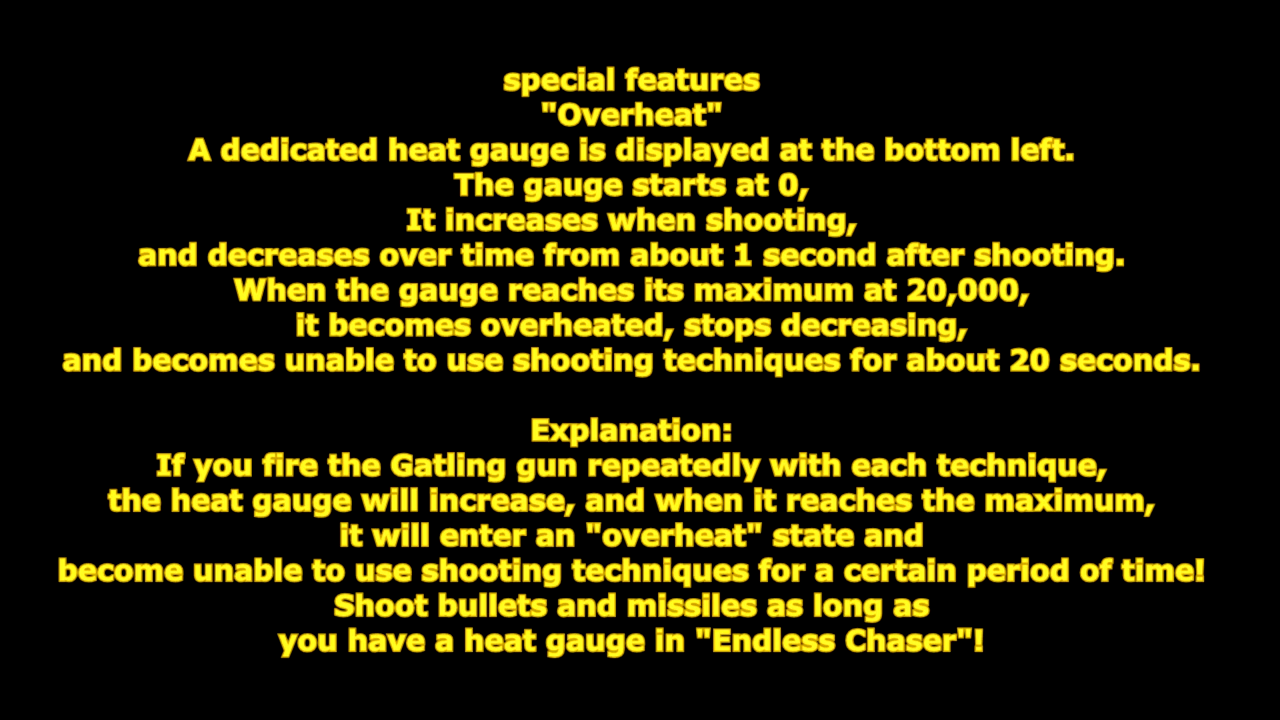 special features
"Overheat"
A dedicated heat gauge is displayed at the bottom left.
The gauge starts at 0,
It increases when shooting,
and decreases over time from about 1 second after shooting.
When the gauge reaches its maximum at 20,000,
it becomes overheated, stops decreasing,
and becomes unable to use shooting techniques for about 20 seconds.
Explanation:
If you fire the Gatling gun repeatedly with each technique,
the heat gauge will increase, and when it reaches the maximum,
it will enter an "overheat" state and
become unable to use shooting techniques for a certain period of time!
Shoot bullets and missiles as long as
you have a heat gauge in "Endless Chaser"!